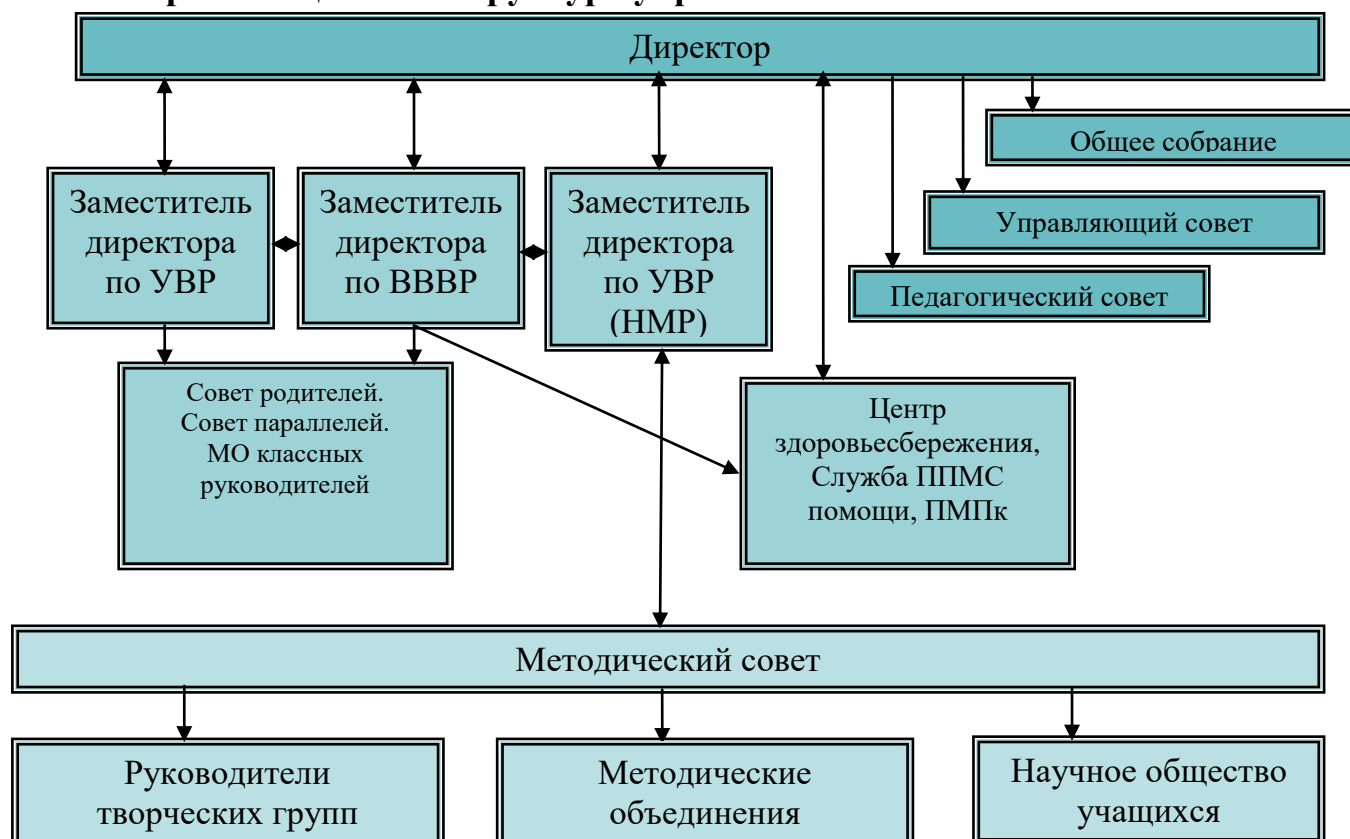 Директор
Общее собрание
Управляющий совет
Педагогический совет
Заместитель
директора
по УВР
Заместитель
директора
по ВВВР
Заместитель
директора
по УВР
(НМР)
Совет родителей.
Совет параллелей.
МО классных
руководителей
Центр
здоровьесбережения,
Служба ППМС
помощи, ПМПк
Методический совет
Руководители
творческих групп
Методические
объединения
Научное общество
учащихся